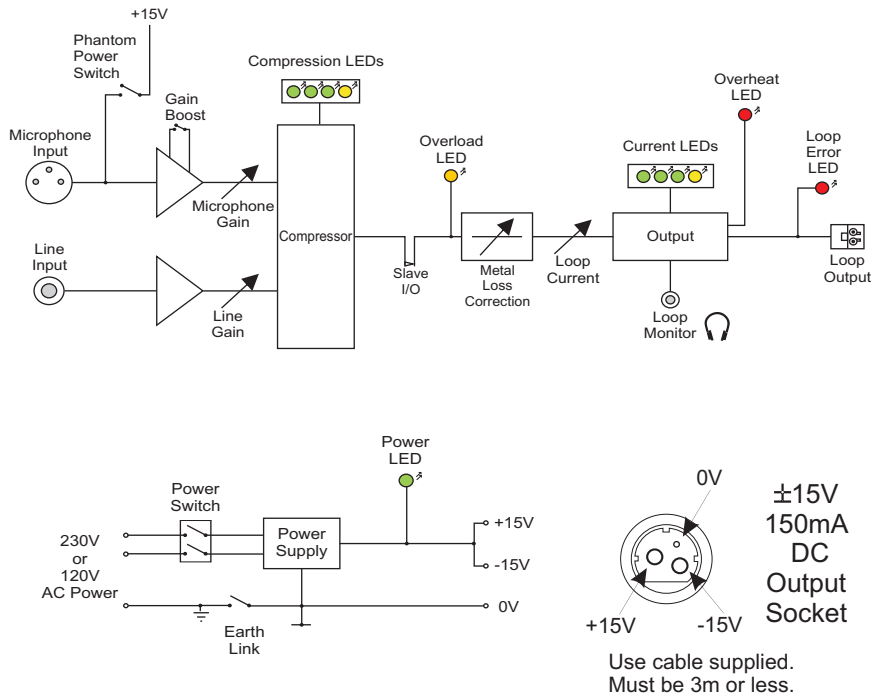 +15V
Phantom
Power
Switch
Gain
Boost
Microphone
Input
Microphone
Gain
Line
Input
Line
Gain
Compression LEDs
Compressor
Slave
I/O
Overload
LED
Metal
Loss
Correction
Loop
Current
Current LEDs
Output
Loop
Monitor
Overheat
LED
Loop
Error
LED
Loop
Output
Power
LED
Power
Switch
230V
or
120V
AC Power
Power
Supply
Earth
Link
+15V
-15V
0V
0V
+15V
-15V
±15V
150mA
DC
Output
Socket
Use cable supplied.
Must be 3m or less.